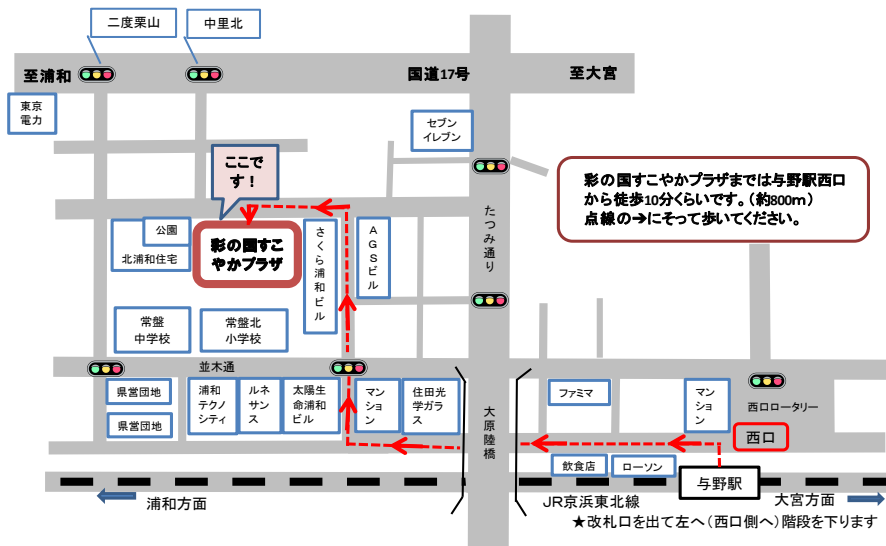 二度栗山
中里北
至浦和
国道17号
至大宮
東京
電力
セブン
イレブン
ここで
す！
彩の国すこやかプラザまでは与野駅西口
から徒歩10分くらいです。（約800m）
点線の➔にそって歩いてください。
たつみ通り
公園
北浦和住宅
彩の国すこ
やかプラザ
さくら浦和ビル
AGSビル
常盤
中学校
常盤北
小学校
並木通
県営団地
県営団地
浦和
テクノ
シティ
ルネ
サンス
太陽生
命浦和
ビル
マン
ション
住田光
学ガラ
ス
大原陸橋
ファミマ
マン
ション
西口ロータリー
西口
飲食店
ローソン
与野駅
浦和方面
JR京浜東北線
大宮方面
★改札口を出て左へ（西口側へ）階段を下ります